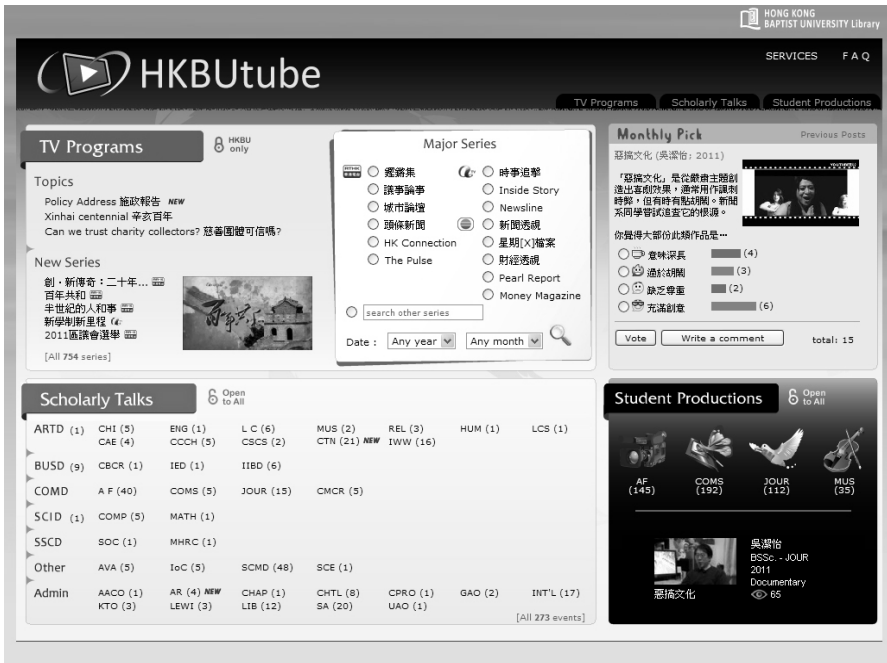 HONG KONG
BAPTIST UNIVERSITY Library
HKBUtube
SERVICES FAQ
TV Programs Scholarly Talks Student Productions
TV Programs
HKBU only
Topics
Policy Address 施政報告 NEW
Xinhai centennial 辛亥百年
Can we trust charity collectors? 慈善團體可信嗎?
New Series
創‧新傳奇：二十年...
百年共和
半世紀的人和事
新學制新里程
2011區議會選舉
[All 754 series]
Major Series
鏗鏘集
議事論事
城市論壇
頭條新聞
HK Connection
The Pulse
時事追擊
Inside Story
Newsline
新聞透視
星期[X]檔案
財經透視
Pearl Report
Money Magazine
search other series
Date : Any year Any month
Monthly Pick
Previous Posts
惡搞文化 (吳潔怡; 2011)
「惡搞文化」是從嚴肅主題創
造出喜劇效果，通常用作諷刺
時弊，但有時有點胡鬧。新聞
系同學嘗試追查它的根源。
你覺得大部份此類作品是…
意味深長 (4)
過於胡鬧 (3)
缺乏尊重 (2)
充滿創意 (6)
Vote Write a comment total: 15
Scholarly Talks
Open to All
ARTD (1) CHI (5) ENG (1) L C (6) MUS (2) REL (3) HUM (1) LCS (1)
CAE (4) CCCH (5) CSCS (2) CTN (21) NEW IWW (16)
BUSD (9) CBCR (1) IED (1) IIBD (6)
COMD A F (40) COMS (5) JOUR (15) CMCR (5)
SCID (1) COMP (5) MATH (1)
SSCD SOC (1) MHRC (1)
Other AVA (5) IoC (5) SCMD (48) SCE (1)
Admin AACO (1) AR (4) NEW CHAP (1) CHTL (8) CPRO (1) GAO (2) INT'L (17)
KTO (3) LEWI (3) LIB (12) SA (20) UAO (1)
[All 273 events]
Student Productions
Open to All
AF (145)
COMS (192)
JOUR (112)
MUS (35)
惡搞文化
吳潔怡
BSSc. - JOUR
2011
Documentary
65